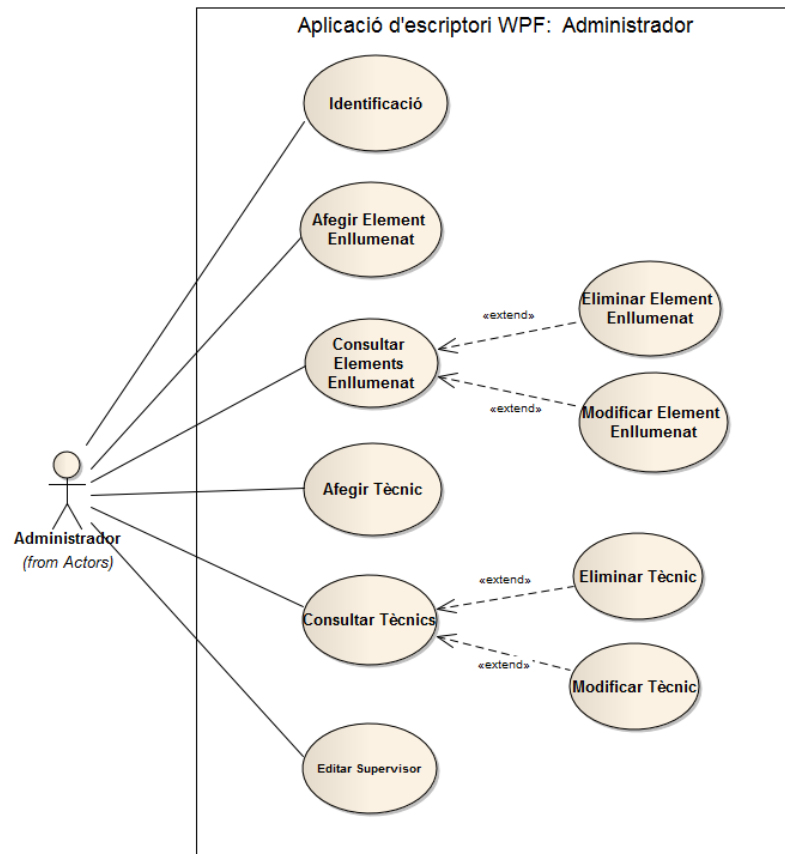 Aplicació d'escriptori WPF:  Administrador
Identificació
Afegir Element
Enllumenat
Eliminar Element
Enllumenat
«extend»
Consultar
Elements
Enllumenat
«extend»
Modificar Element
Enllumenat
Afegir Tècnic
Administrador
(from Actors)
Eliminar Tècnic
«extend»
Consultar Tècnics
«extend»
Modificar Tècnic
Editar Supervisor